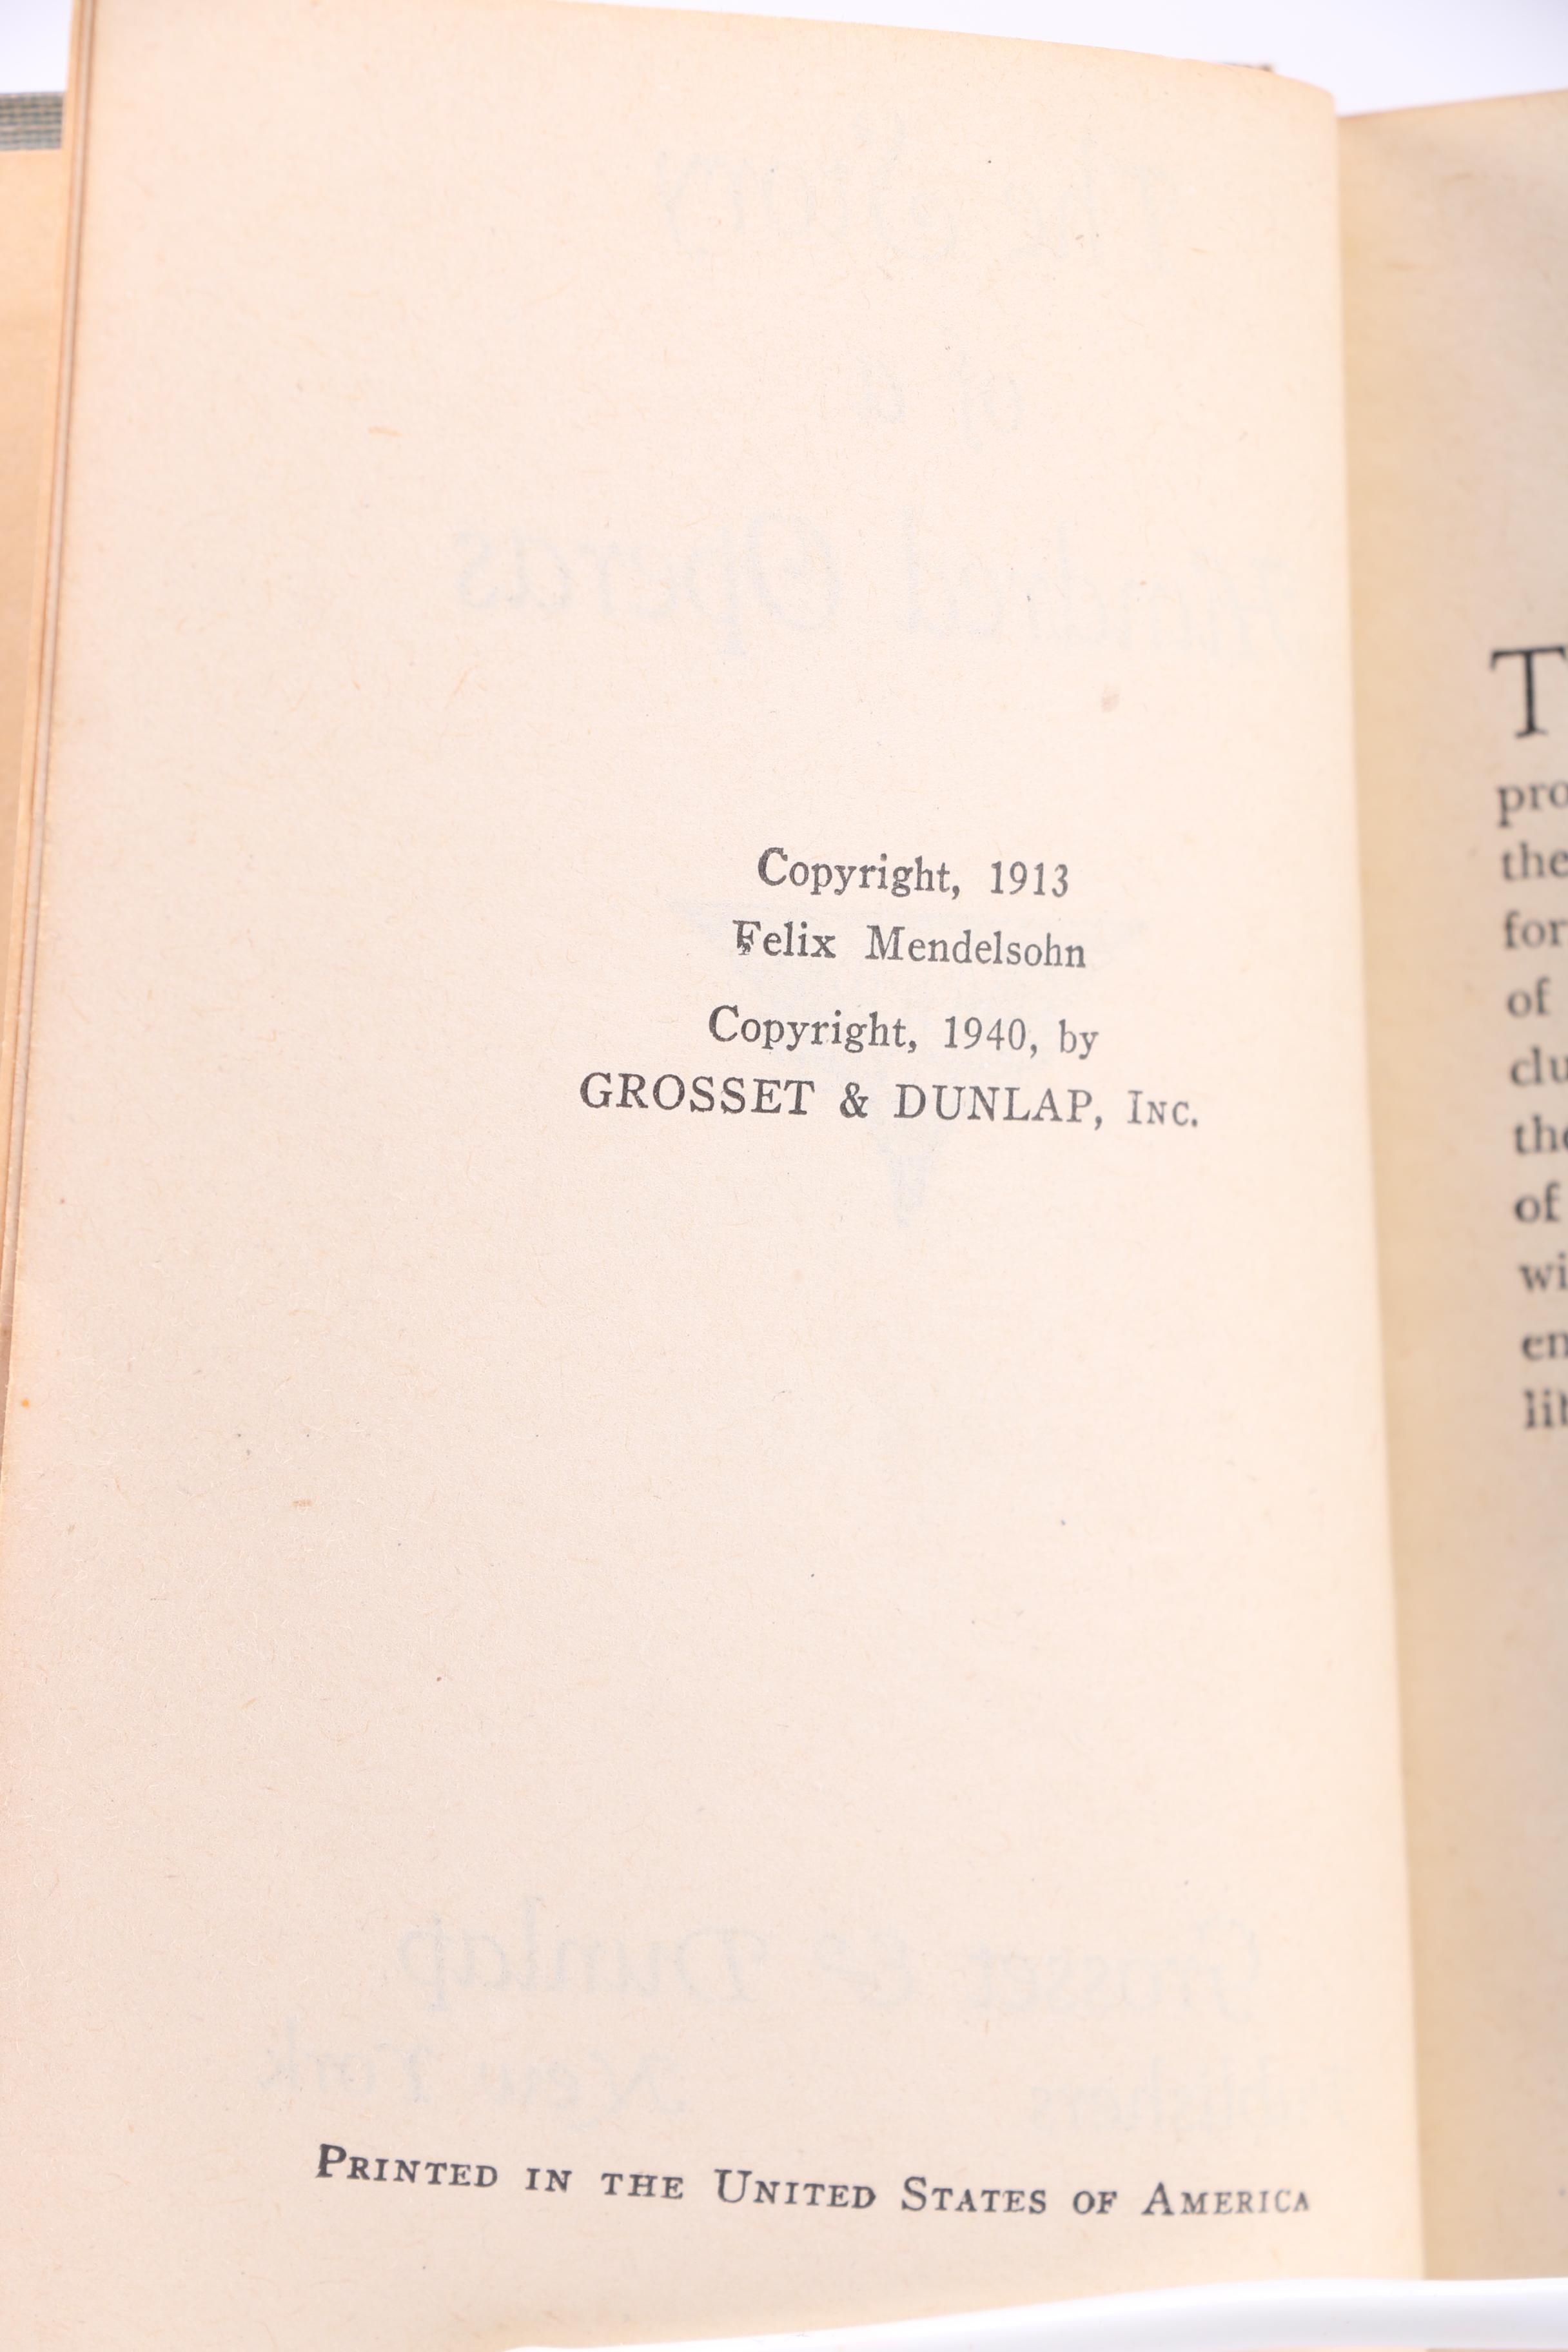 Copyright, 1913
Felix Mendelsohn
Copyright, 1940, by
GROSSET & DUNLAP, INC.
PRINTED IN THE UNITED STATES OF AMERICA
T
pro
the
for
of
clu
the
of
wi
en